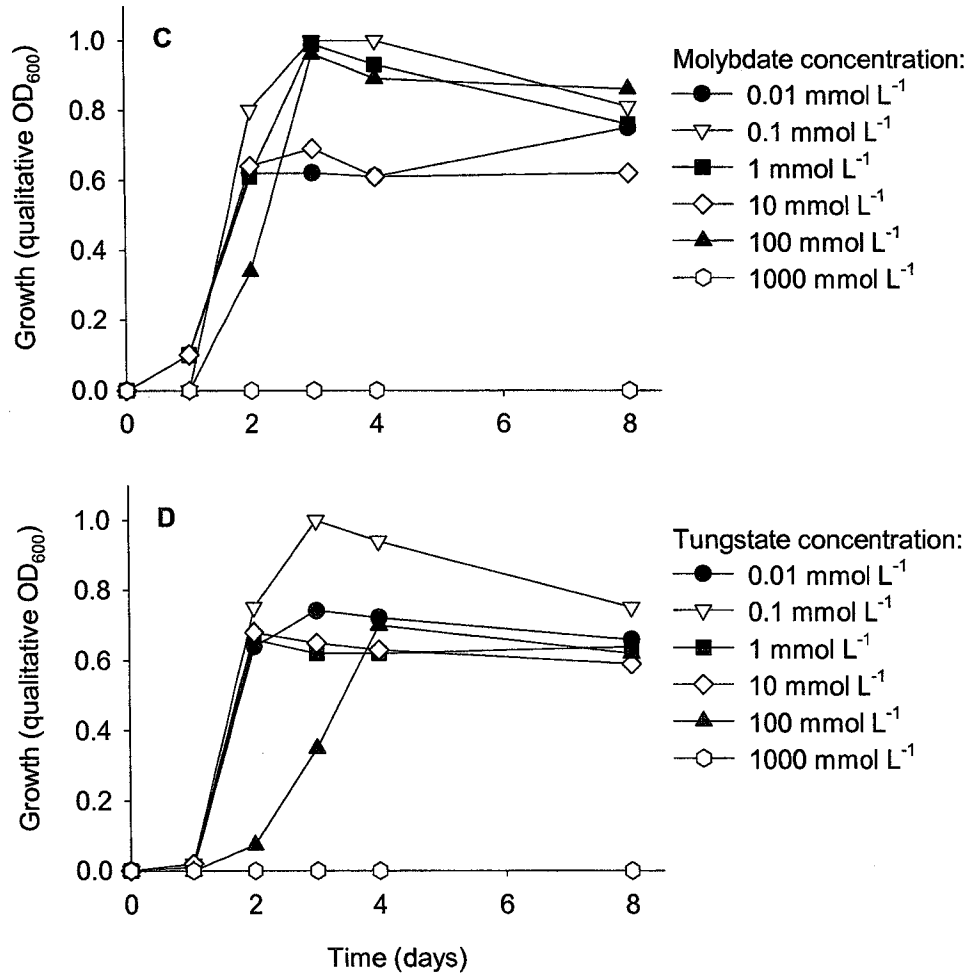 C
Growth (qualitative OD600)
1.0
0.8
0.6
0.4
0.2
0.0
0 2 4 6 8
Molybdate concentration:
0.01 mmol L-1
0.1 mmol L-1
1 mmol L-1
10 mmol L-1
100 mmol L-1
1000 mmol L-1
D
Growth (qualitative OD600)
1.0
0.8
0.6
0.4
0.2
0.0
0 2 4 6 8
Time (days)
Tungstate concentration:
0.01 mmol L-1
0.1 mmol L-1
1 mmol L-1
10 mmol L-1
100 mmol L-1
1000 mmol L-1